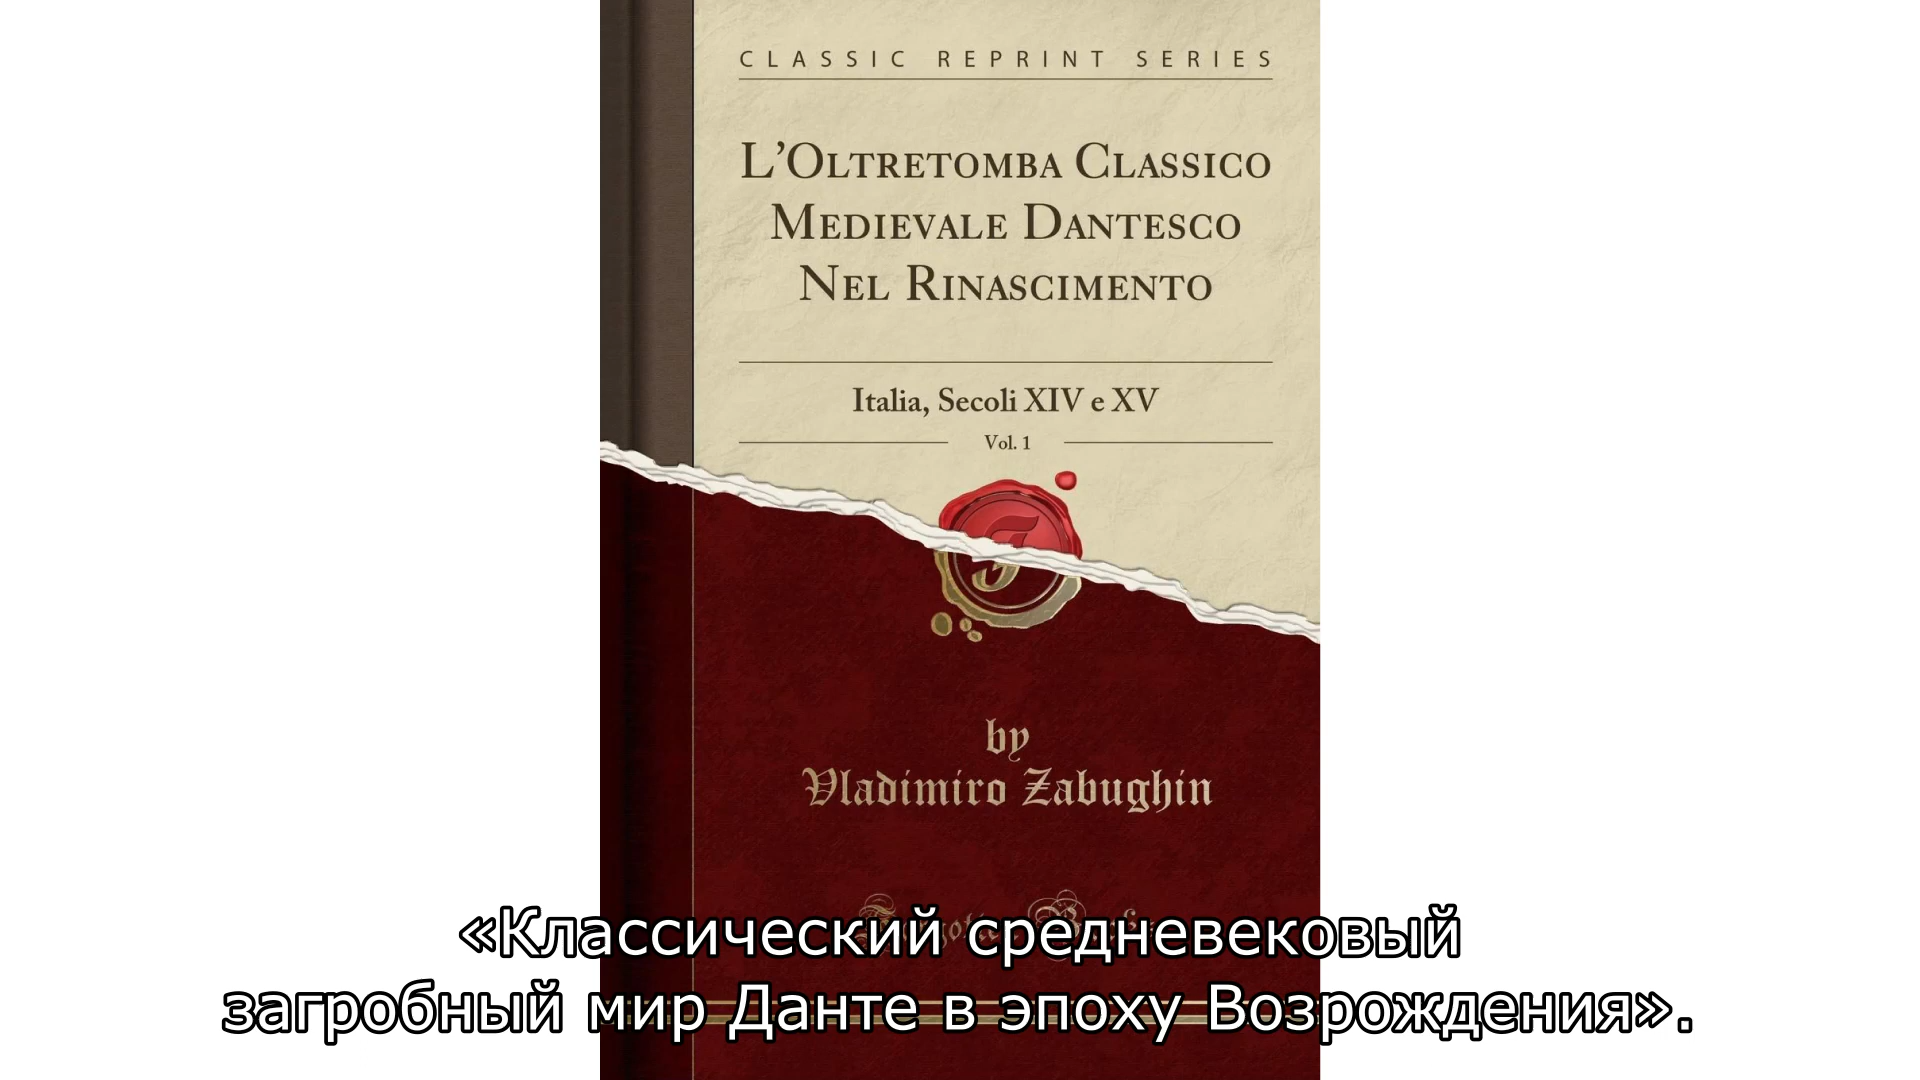 CLASSIC REPRINT SERIES
L'Oltretomba Classico
Medievale Dantesco
Nel Rinascimento
Italia, Secoli XIV e XV
Vol. 1
by
Vladimiro Zabughin
«Классический средневековый
загробный мир Данте в эпоху Возрождения».